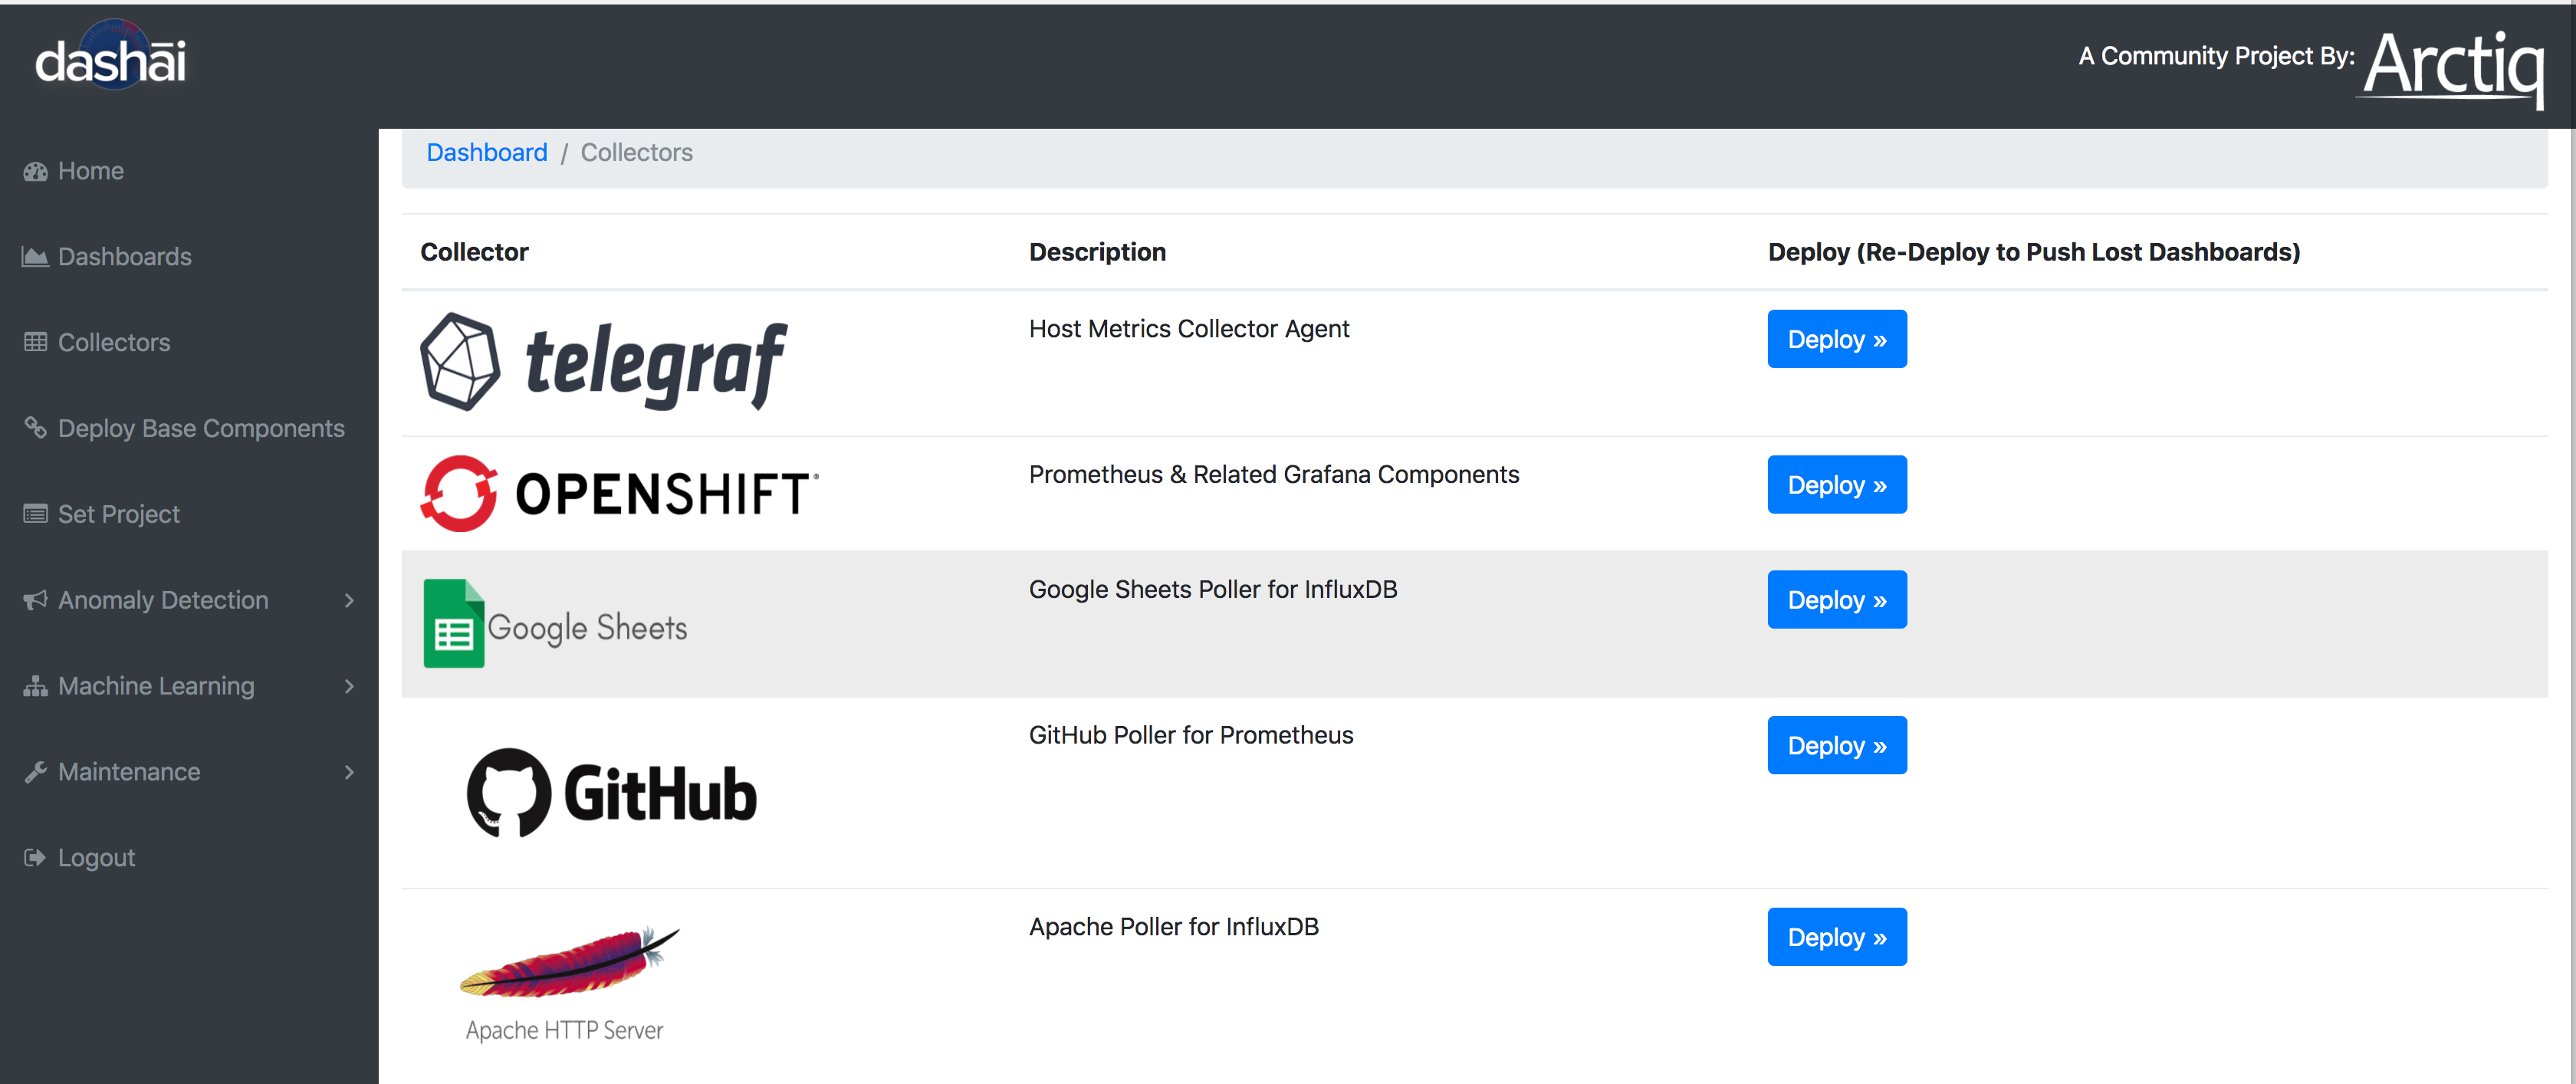 dashāi
A Community Project By: Arctiq
Home
Dashboards
Collectors
Deploy Base Components
Set Project
Anomaly Detection
Machine Learning
Maintenance
Logout
Dashboard / Collectors
Collector Description Deploy (Re-Deploy to Push Lost Dashboards)
telegraf Host Metrics Collector Agent Deploy »
OPENSHIFT® Prometheus & Related Grafana Components Deploy »
Google Sheets Google Sheets Poller for InfluxDB Deploy »
GitHub GitHub Poller for Prometheus Deploy »
Apache Poller for InfluxDB Deploy »
Apache HTTP Server